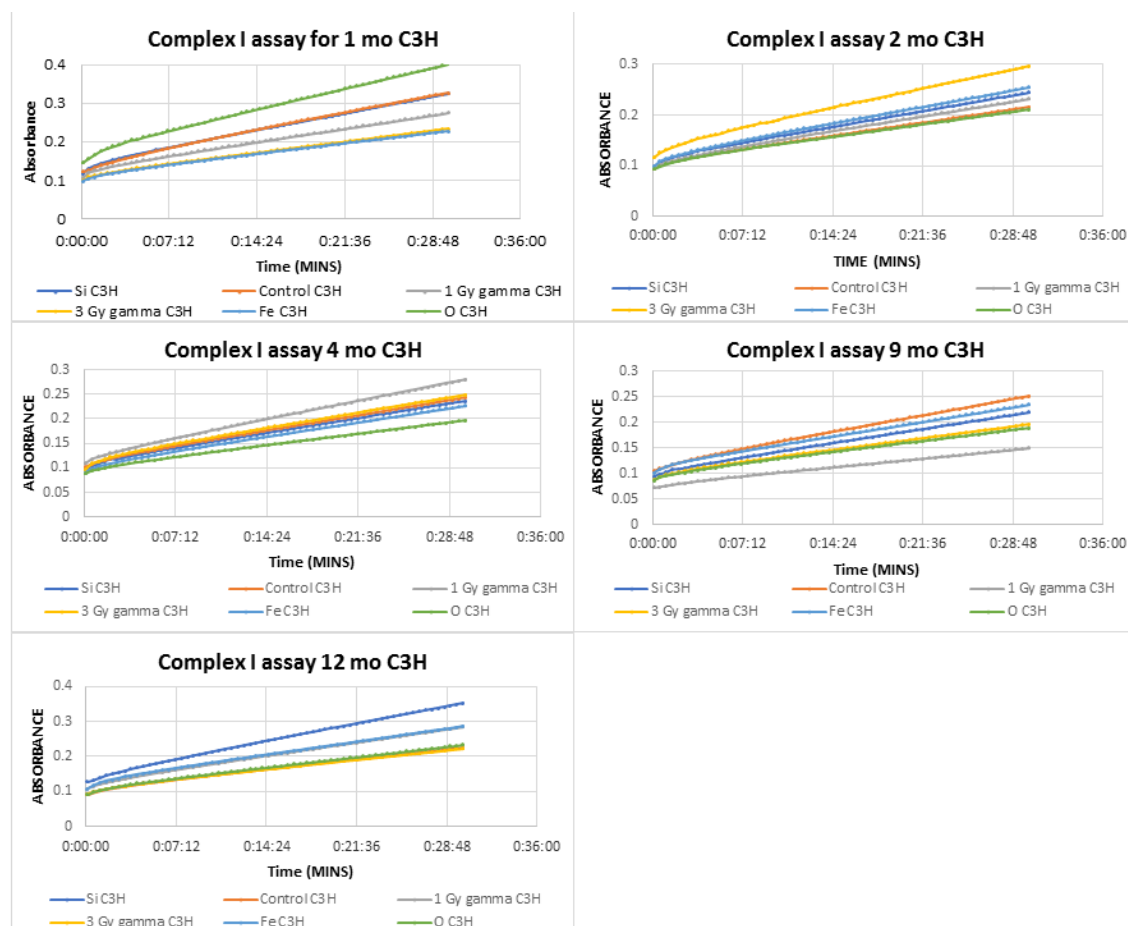 Complex I assay for 1 mo C3H
0.4
0.3
0.2
0.1
0
Absorbance
0:00:00 0:07:12 0:14:24 0:21:36 0:28:48 0:36:00
Time (MINS)
Si C3H Control C3H 1 Gy gamma C3H
3 Gy gamma C3H Fe C3H O C3H
Complex I assay 2 mo C3H
0.3
0.2
0.1
0
ABSORBANCE
0:00:00 0:07:12 0:14:24 0:21:36 0:28:48 0:36:00
TIME (MINS)
Si C3H Control C3H 1 Gy gamma C3H
3 Gy gamma C3H Fe C3H O C3H
Complex I assay 4 mo C3H
0.3
0.25
0.2
0.15
0.1
0.05
0
ABSORBANCE
0:00:00 0:07:12 0:14:24 0:21:36 0:28:48 0:36:00
Time (MINS)
Si C3H Control C3H 1 Gy gamma C3H
3 Gy gamma C3H Fe C3H O C3H
Complex I assay 9 mo C3H
0.3
0.25
0.2
0.15
0.1
0.05
0
ABSORBANCE
0:00:00 0:07:12 0:14:24 0:21:36 0:28:48 0:36:00
Time (MINS)
Si C3H Control C3H 1 Gy gamma C3H
3 Gy gamma C3H Fe C3H O C3H
Complex I assay 12 mo C3H
0.4
0.3
0.2
0.1
0
ABSORBANCE
0:00:00 0:07:12 0:14:24 0:21:36 0:28:48 0:36:00
Time (MINS)
Si C3H Control C3H 1 Gy gamma C3H
3 Gy gamma C3H Fe C3H O C3H